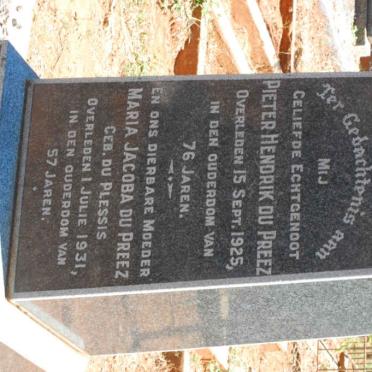 Ter Gedachtenis aan
MIJ
GELIEFDE ECHTGENOOT
PIETER HENDRIK DU PREEZ
OVERLEDEN 15 SEPT. 1925,
IN DEN OUDERDOM VAN
76 JAREN.
EN ONS DIERBARE MOEDER
MARIA JACOBA DU PREEZ
GEB. DU PLESSIS
OVERLEDEN 1 JULIE 1931,
IN DEN OUDERDOM VAN
57 JAREN.